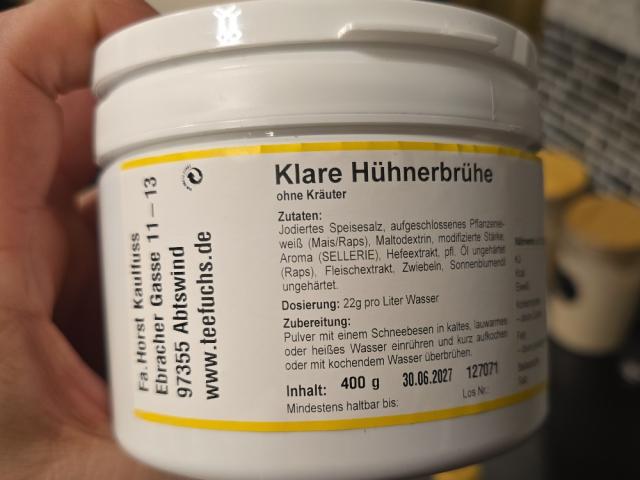 Klare Hühnerbrühe
ohne Kräuter
Zutaten:
Jodiertes Speisesalz, aufgeschlossenes Pflanzenei-
weiß (Mais/Raps), Maltodextrin, modifizierte Stärke,
Aroma (SELLERIE), Hefeextrakt, pfl. Öl ungehärtet
(Raps), Fleischextrakt, Zwiebeln, Sonnenblumenöl
ungehärtet.
Dosierung: 22g pro Liter Wasser
Zubereitung:
Pulver mit einem Schneebesen in kaltes, lauwarmes
oder heißes Wasser einrühren und kurz aufkochen
oder mit kochendem Wasser überbrühen.
Inhalt: 400 g 30.06.2027 127071
Mindestens haltbar bis: Los Nr.:
Fa. Horst Kaulfuss
Ebracher Gasse 11 – 13
97355 Abtswind
www.teefuchs.de